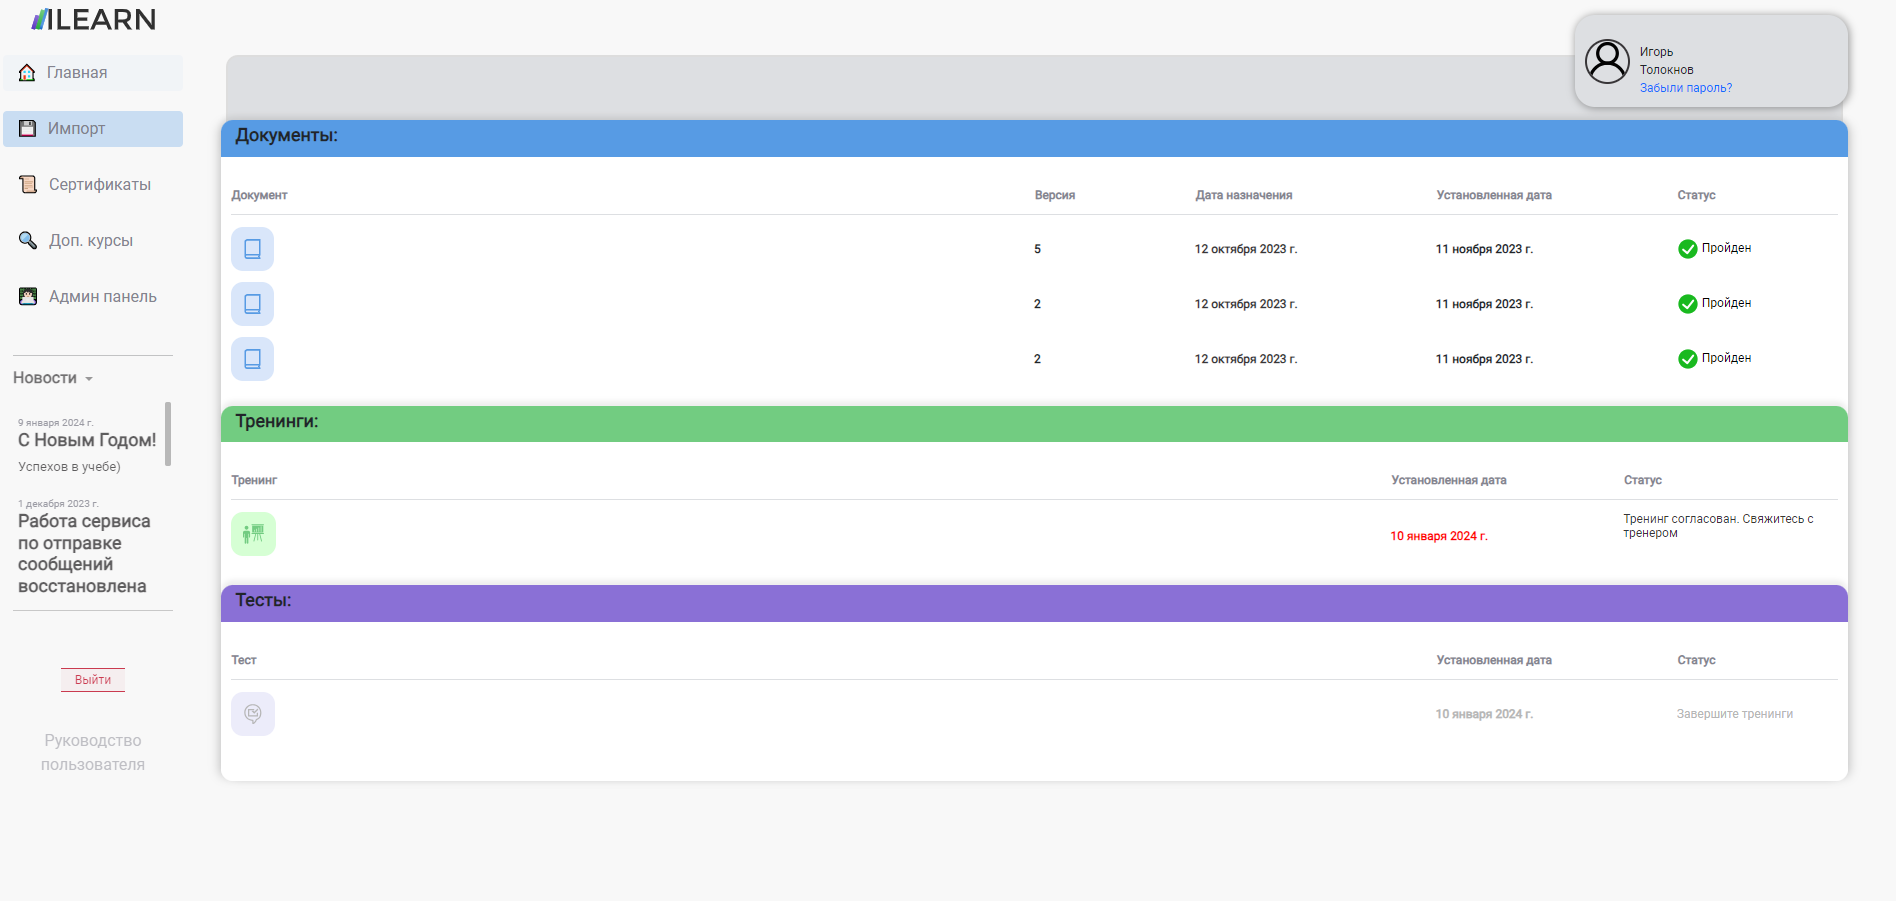 ILEARN
Главная
Импорт
Сертификаты
Доп. курсы
Админ панель
Новости
9 января 2024 г.
С Новым Годом!
Успехов в учебе)
1 декабря 2023 г.
Работа сервиса
по отправке
сообщений
восстановлена
Выйти
Руководство
пользователя
Игорь
Толокнов
Забыли пароль?
Документы:
Документ Версия Дата назначения Установленная дата Статус
5 12 октября 2023 г. 11 ноября 2023 г. Пройден
2 12 октября 2023 г. 11 ноября 2023 г. Пройден
2 12 октября 2023 г. 11 ноября 2023 г. Пройден
Тренинги:
Тренинг Установленная дата Статус
10 января 2024 г. Тренинг согласован. Свяжитесь с
тренером
Тесты:
Тест Установленная дата Статус
10 января 2024 г. Завершите тренинги